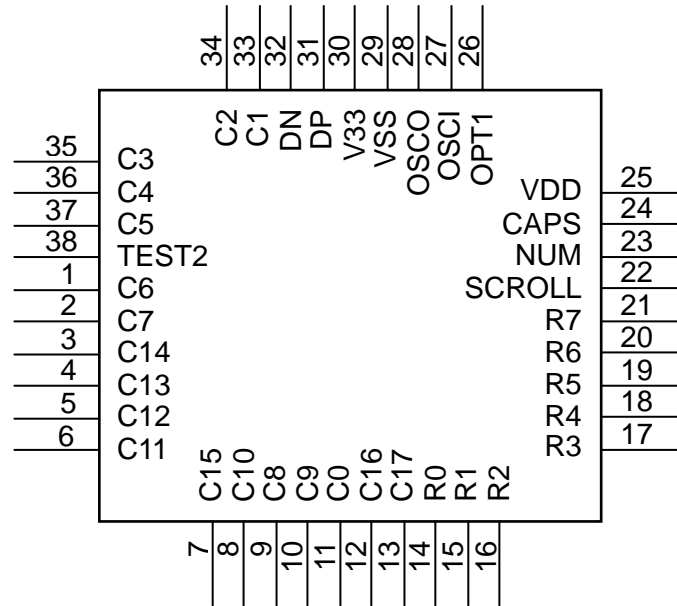 34 33 32 31 30 29 28 27 26
C2 C1 DN DP V33 VSS OSCO OSCI OPT1
35 C3
36 C4
37 C5
38 TEST2
1 C6
2 C7
3 C14
4 C13
5 C12
6 C11
VDD 25
CAPS 24
NUM 23
SCROLL 22
R7 21
R6 20
R5 19
R4 18
R3 17
C15 C10 C8 C9 C0 C16 C17 R0 R1 R2
7 8 9 10 11 12 13 14 15 16